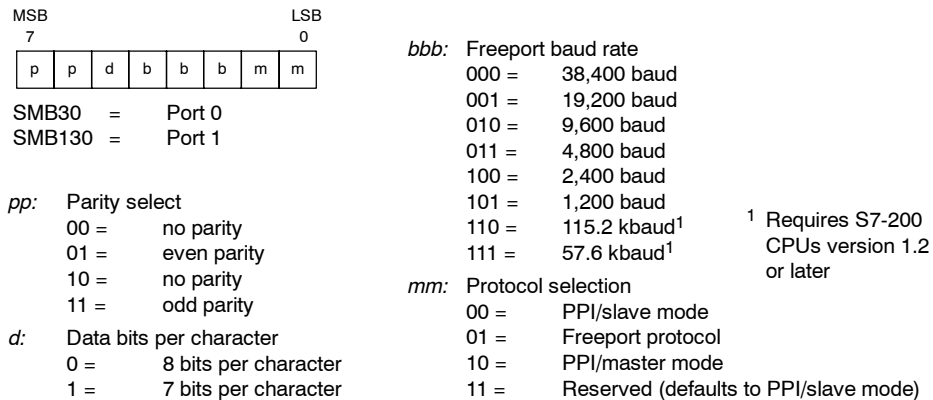 MSB LSB
7 0
p p d b b b m m
SMB30 = Port 0
SMB130 = Port 1
pp: Parity select
00 = no parity
01 = even parity
10 = no parity
11 = odd parity
d: Data bits per character
0 = 8 bits per character
1 = 7 bits per character
bbb: Freeport baud rate
000 = 38,400 baud
001 = 19,200 baud
010 = 9,600 baud
011 = 4,800 baud
100 = 2,400 baud
101 = 1,200 baud
110 = 115.2 kbaud1
111 = 57.6 kbaud1
1 Requires S7-200
CPUs version 1.2
or later
mm: Protocol selection
00 = PPI/slave mode
01 = Freeport protocol
10 = PPI/master mode
11 = Reserved (defaults to PPI/slave mode)